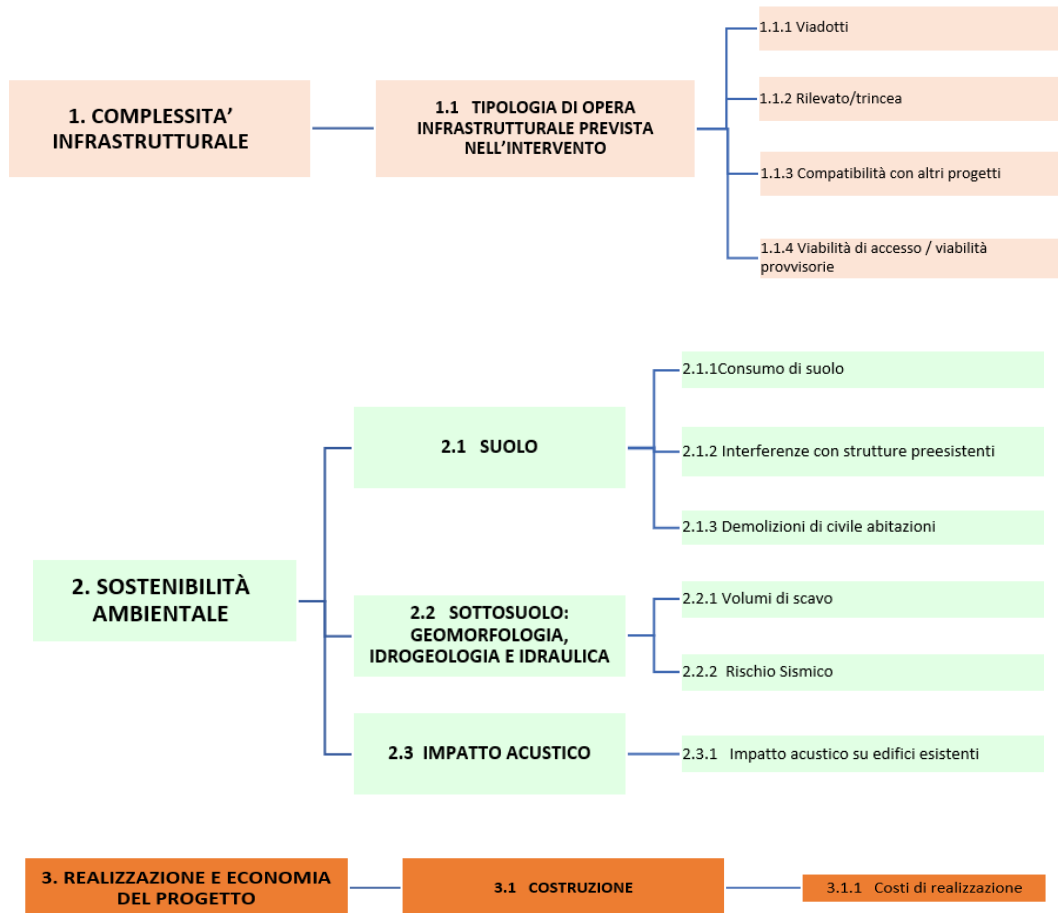 1. COMPLESSITA’
INFRASTRUTTURALE
1.1 TIPOLOGIA DI OPERA
INFRASTRUTTURALE PREVISTA
NELL’INTERVENTO
1.1.1 Viadotti
1.1.2 Rilevato/trincea
1.1.3 Compatibilità con altri progetti
1.1.4 Viabilità di accesso / viabilità
provvisorie
2. SOSTENIBILITÀ
AMBIENTALE
2.1 SUOLO
2.1.1Consumo di suolo
2.1.2 Interferenze con strutture preesistenti
2.1.3 Demolizioni di civile abitazioni
2.2 SOTTOSUOLO:
GEOMORFOLOGIA,
IDROGEOLOGIA E IDRAULICA
2.2.1 Volumi di scavo
2.2.2 Rischio Sismico
2.3 IMPATTO ACUSTICO
2.3.1 Impatto acustico su edifici esistenti
3. REALIZZAZIONE E ECONOMIA
DEL PROGETTO
3.1 COSTRUZIONE
3.1.1 Costi di realizzazione